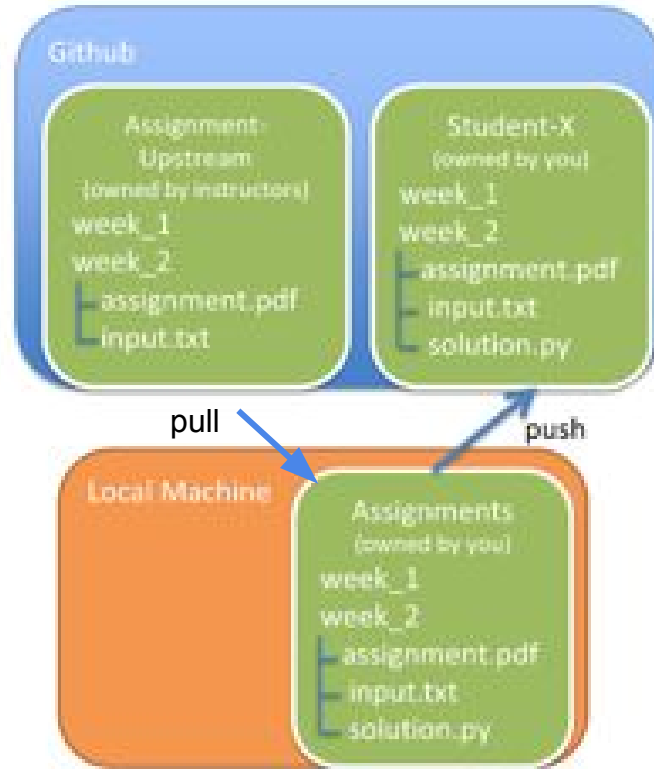 Github
Assignment-
Upstream
(owned by instructors)
week_1
week_2
assignment.pdf
input.txt
Student-X
(owned by you)
week_1
week_2
assignment.pdf
input.txt
solution.py
pull
push
Local Machine
Assignments
(owned by you)
week_1
week_2
assignment.pdf
input.txt
solution.py